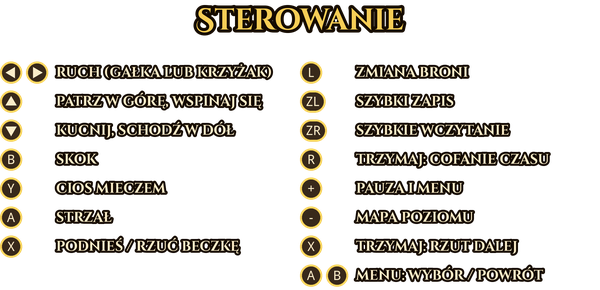 STEROWANIE
RUCH (GAŁKA LUB KRZYŻAK)
PATRZ W GÓRĘ, WSPINAJ SIĘ
KUCNIJ, SCHODŹ W DÓŁ
B SKOK
Y CIOS MIECZEM
A STRZAŁ
X PODNIEŚ / RZUĆ BECZKĘ
L ZMIANA BRONI
ZL SZYBKI ZAPIS
ZR SZYBKIE WCZYTANIE
R TRZYMAJ: COFANIE CZASU
+ PAUZA I MENU
- MAPA POZIOMU
X TRZYMAJ: RZUT DALEJ
A B MENU: WYBÓR / POWRÓT